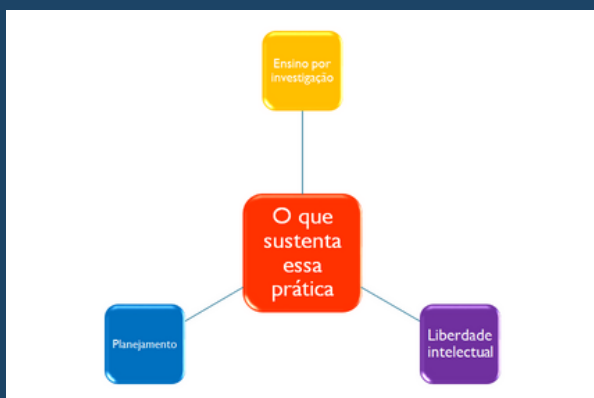 Ensino por
investigação
O que
sustenta
essa
prática
Planejamento
Liberdade
intelectual